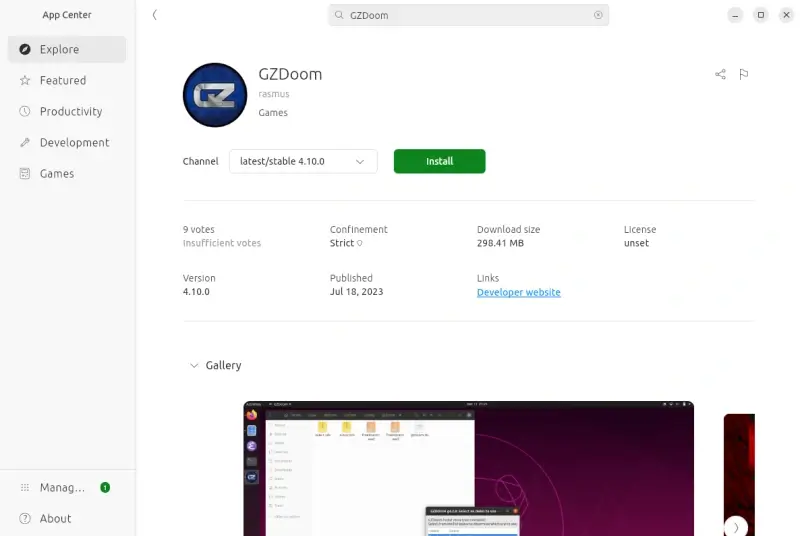 App Center
GZDoom
Explore
Featured
Productivity
Development
Games
Manag...
1
About
GZ
GZDoom
rasmus
Games
Channel
latest/stable 4.10.0
Install
9 votes
Insufficient votes
Confinement
Strict
Download size
298.41 MB
License
unset
Version
4.10.0
Published
Jul 18, 2023
Links
Developer website
Gallery